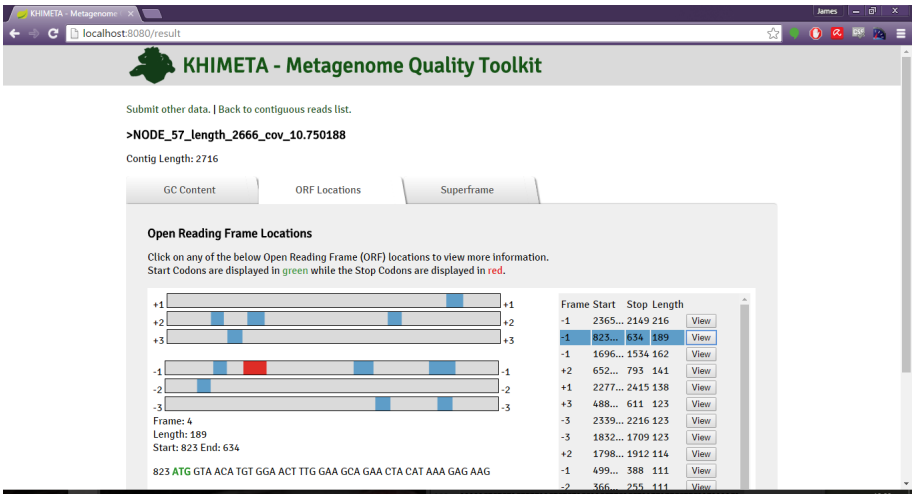 KHIMETA - Metagenome
James
localhost:8080/result
KHIMETA - Metagenome Quality Toolkit
Submit other data. | Back to contiguous reads list.
>NODE_57_length_2666_cov_10.750188
Contig Length: 2716
GC Content ORF Locations Superframe
Open Reading Frame Locations
Click on any of the below Open Reading Frame (ORF) locations to view more information.
Start Codons are displayed in green while the Stop Codons are displayed in red.
+1 +1
+2 +2
+3 +3
-1 -1
-2 -2
-3 -3
Frame: 4
Length: 189
Start: 823 End: 634
823 ATG GTA ACA TGT GGA ACT TTG GAA GCA GAA CTA CAT AAA GAG AAG
Frame Start Stop Length
-1 2365... 2149 216 View
-1 823... 634 189 View
-1 1696... 1534 162 View
+2 652... 793 141 View
+1 2277... 2415 138 View
+3 488... 611 123 View
-3 2339... 2216 123 View
-3 1832... 1709 123 View
+2 1798... 1912 114 View
-1 499... 388 111 View
-2 366... 255 111 View